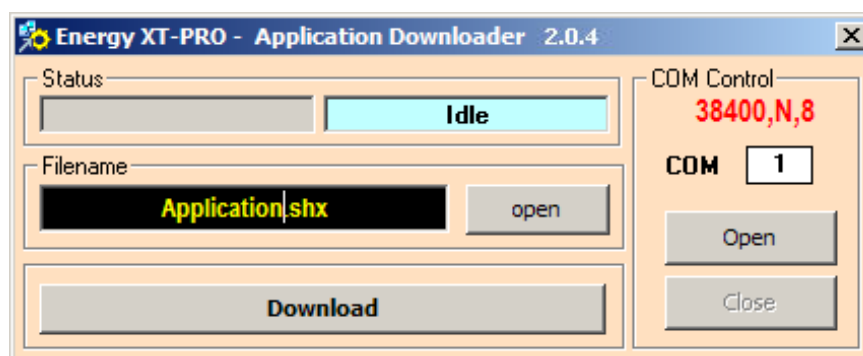 Energy XT-PRO - Application Downloader 2.0.4
Status
Idle
Filename
Application.shx
open
Download
COM Control
38400,N,8
COM 1
Open
Close